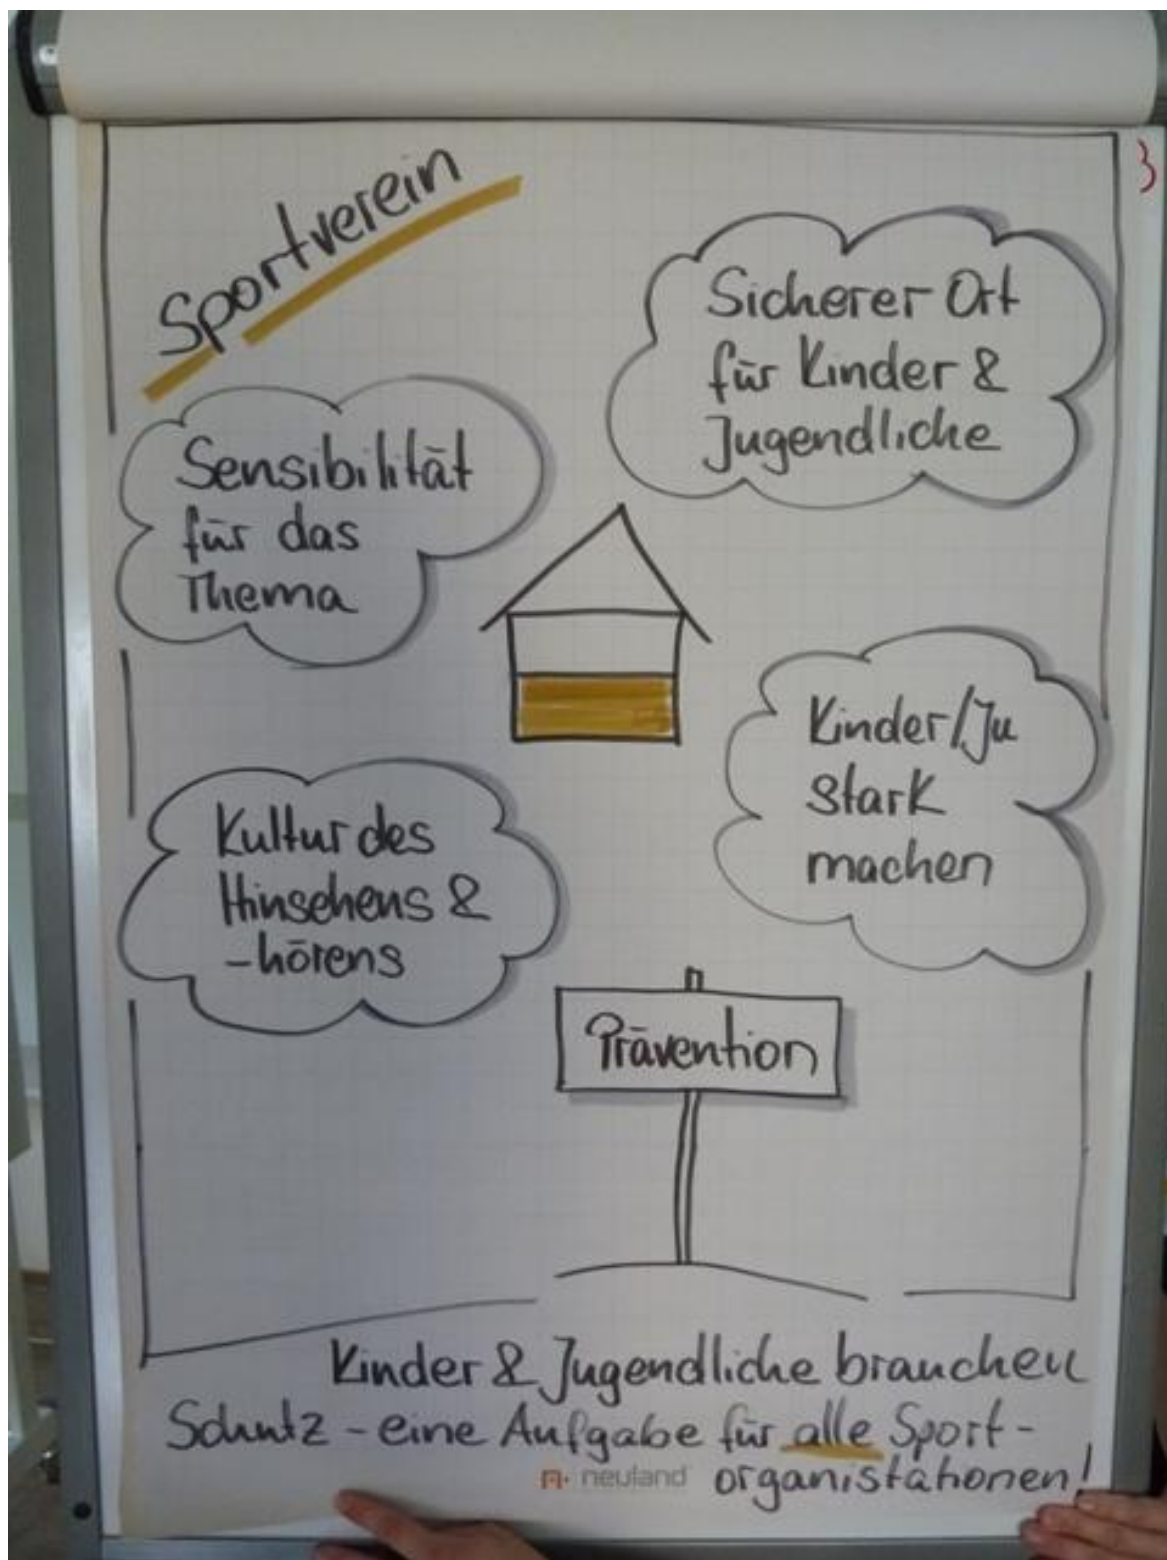 3
Sportverein
Sicherer Ort
für Kinder &
Jugendliche
Sensibilität
für das
Thema
Kinder/Ju
stark
machen
Kultur des
Hinsehens &
-hörens
Prävention
Kinder & Jugendliche brauchen
Schutz - eine Aufgabe für alle Sport-
organistationen!
neuland